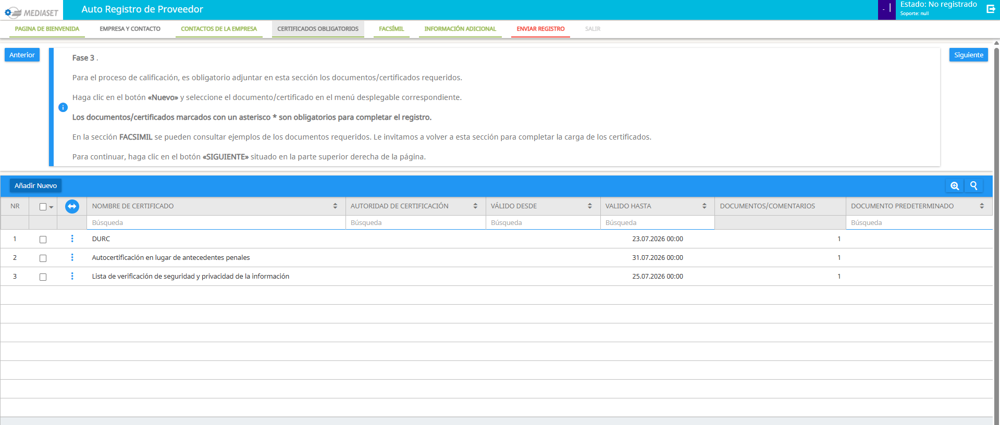 MEDIASET
Auto Registro de Proveedor
- |
Estado: No registrado
Soporte: null
PAGINA DE BIENVENIDA
EMPRESA Y CONTACTO
CONTACTOS DE LA EMPRESA
CERTIFICADOS OBLIGATORIOS
FACSÍMIL
INFORMACIÓN ADICIONAL
ENVIAR REGISTRO
SALIR
Anterior
Siguiente
Fase 3 .
Para el proceso de calificación, es obligatorio adjuntar en esta sección los documentos/certificados requeridos.
Haga clic en el botón «Nuevo» y seleccione el documento/certificado en el menú desplegable correspondiente.
Los documentos/certificados marcados con un asterisco * son obligatorios para completar el registro.
En la sección FACSIMIL se pueden consultar ejemplos de los documentos requeridos. Le invitamos a volver a esta sección para completar la carga de los certificados.
Para continuar, haga clic en el botón «SIGUIENTE» situado en la parte superior derecha de la página.
Añadir Nuevo
NR NOMBRE DE CERTIFICADO AUTORIDAD DE CERTIFICACIÓN VÁLIDO DESDE VALIDO HASTA DOCUMENTOS/COMENTARIOS DOCUMENTO PREDETERMINADO
Búsqueda Búsqueda Búsqueda Búsqueda Búsqueda
1 DURC 23.07.2026 00:00 1
2 Autocertificación en lugar de antecedentes penales 31.07.2026 00:00 1
3 Lista de verificación de seguridad y privacidad de la información 25.07.2026 00:00 1